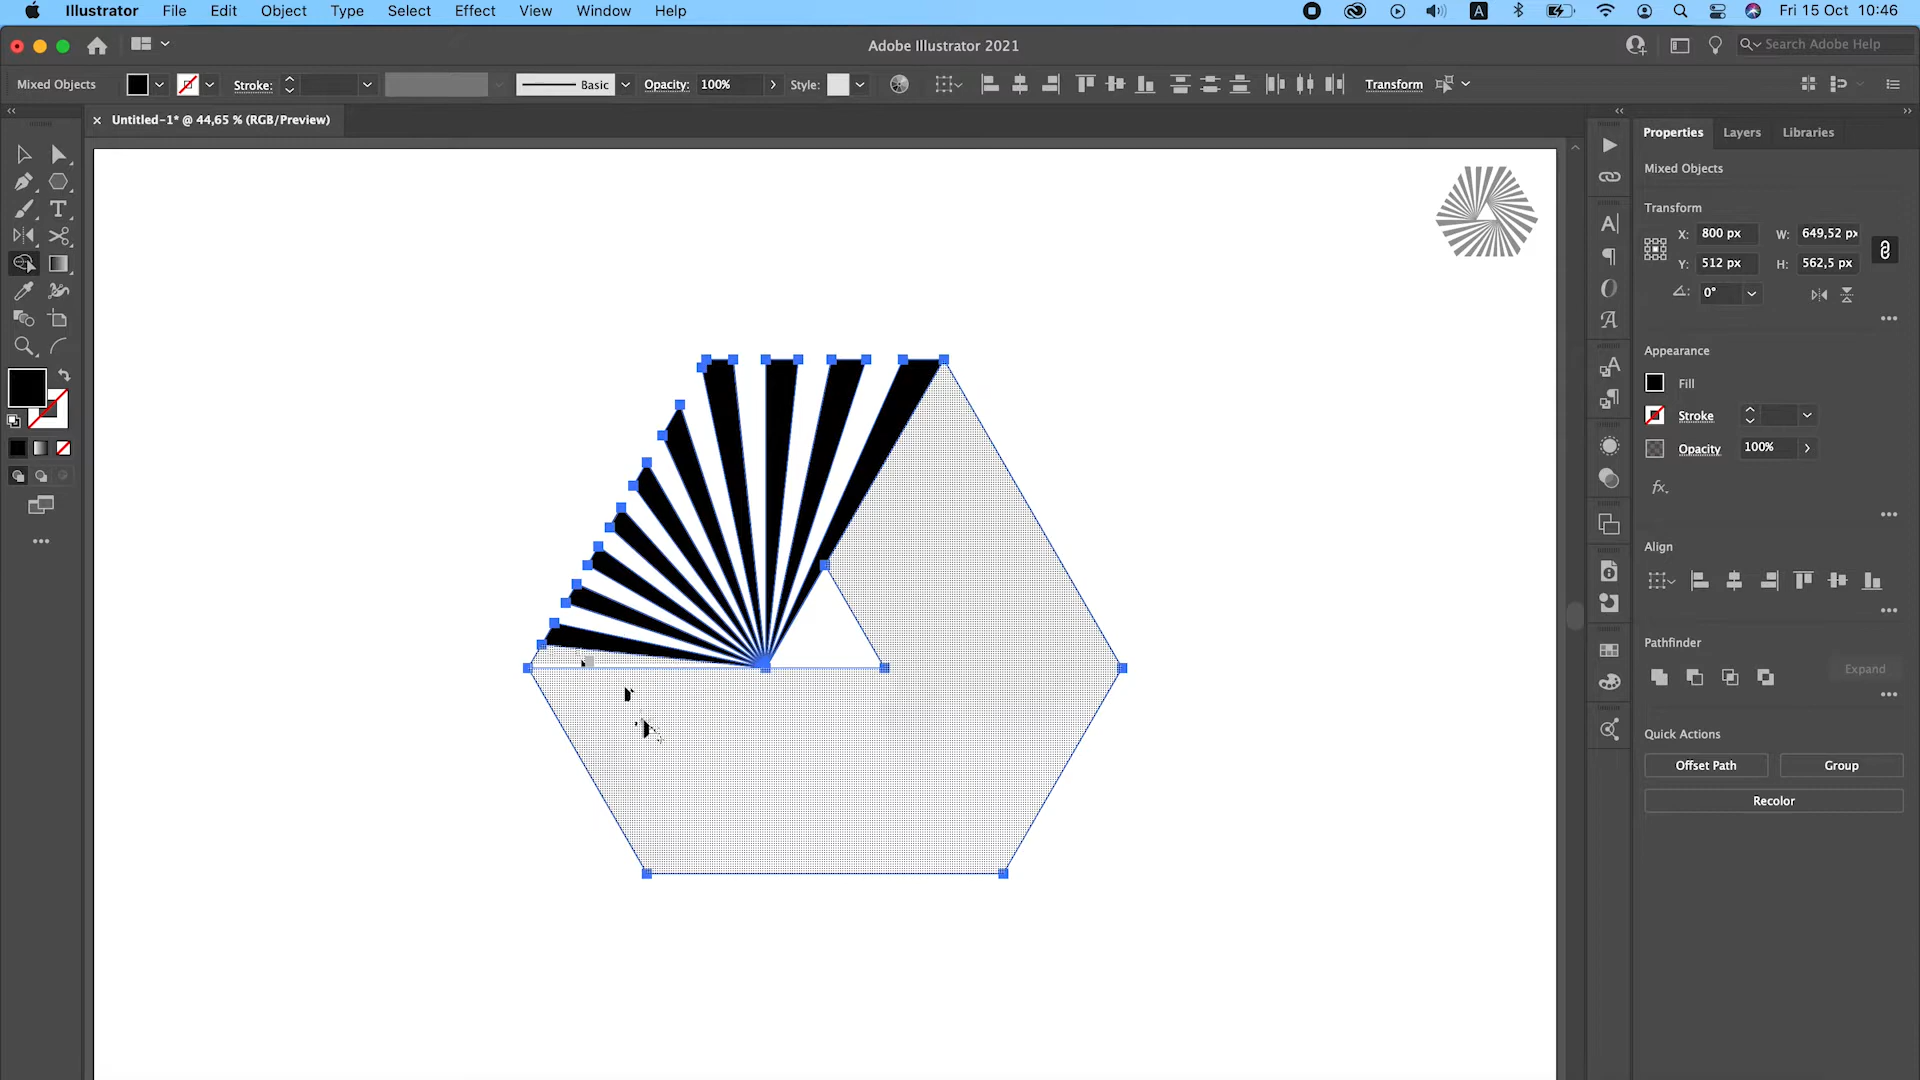 Illustrator File Edit Object Type Select Effect View Window Help A Fri 15 Oct 10:46
Adobe Illustrator 2021 Search Adobe Help
Mixed Objects Stroke: Basic Opacity: 100% Style: Transform
Untitled-1* @ 44,65 % (RGB/Preview)
Properties Layers Libraries
Mixed Objects
Transform
X: 800 px W: 649,52 px
Y: 512 px H: 562,5 px
0°
Appearance
Fill
Stroke
Opacity 100%
fx.
Align
Pathfinder
Expand
Quick Actions
Offset Path Group
Recolor